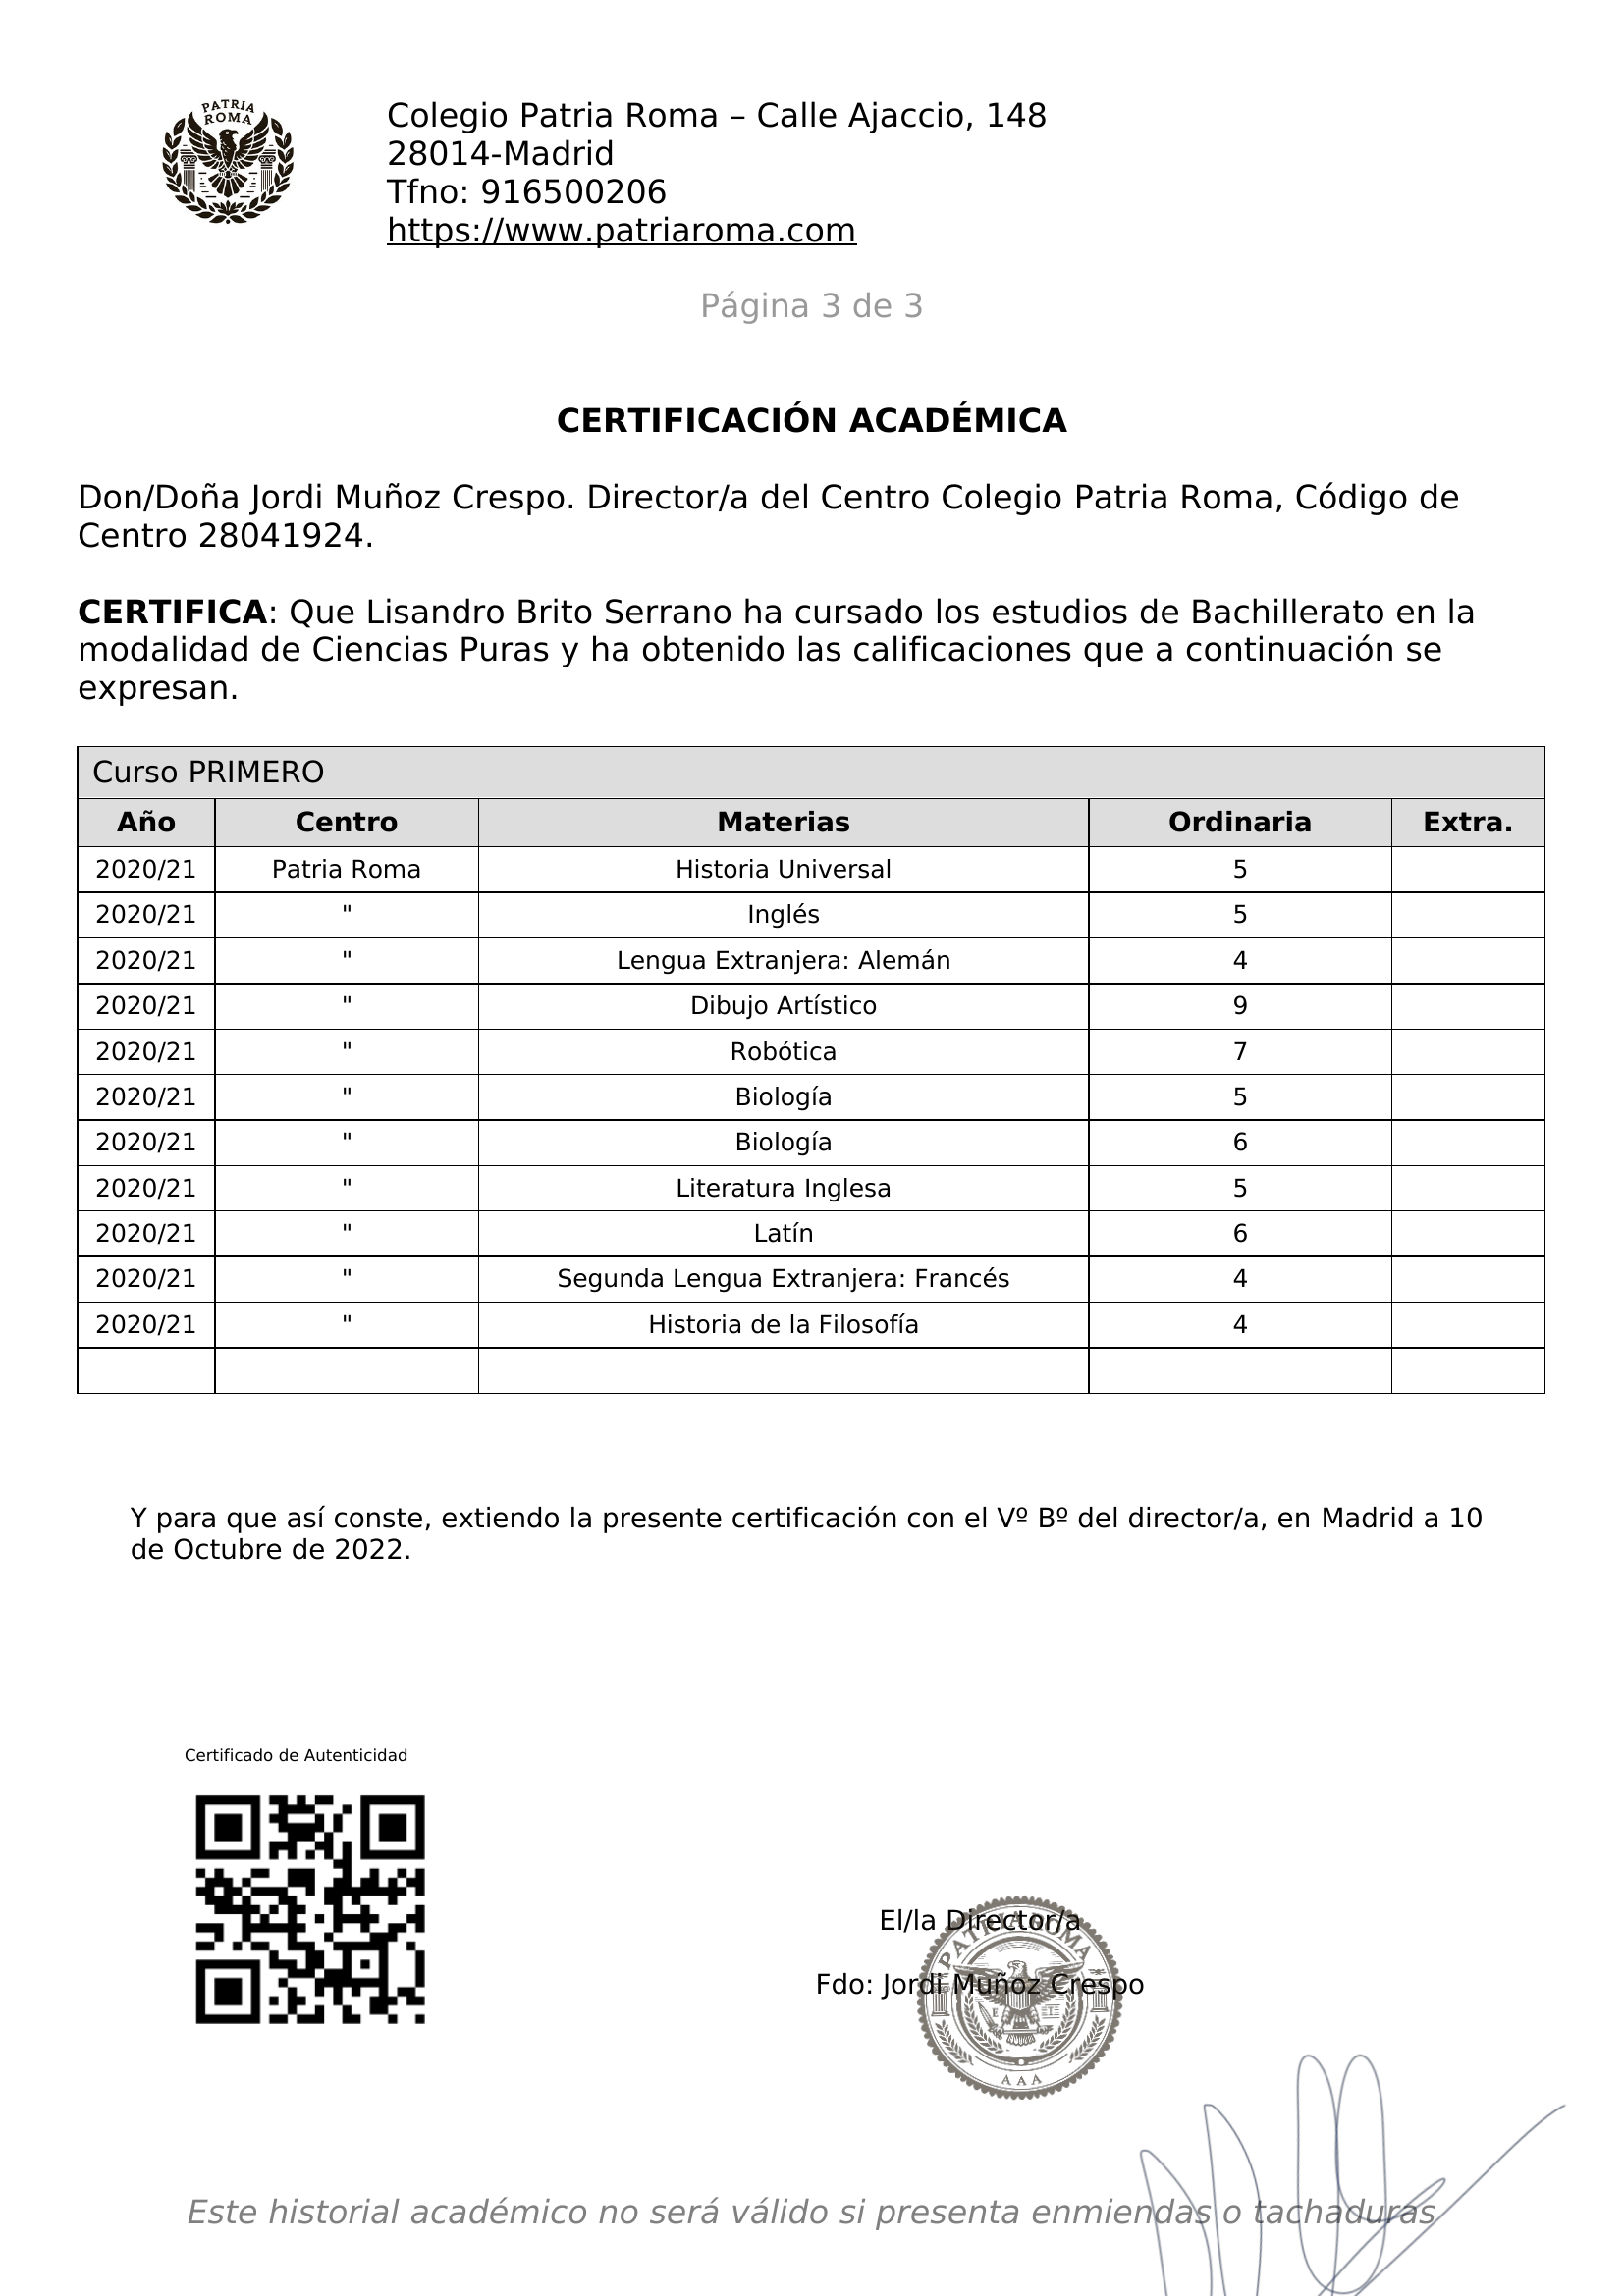 PATRIA
ROMA
Colegio Patria Roma – Calle Ajaccio, 148
28014-Madrid
Tfno: 916500206
https://www.patriaroma.com
Página 3 de 3
CERTIFICACIÓN ACADÉMICA
Don/Doña Jordi Muñoz Crespo. Director/a del Centro Colegio Patria Roma, Código de
Centro 28041924.
CERTIFICA: Que Lisandro Brito Serrano ha cursado los estudios de Bachillerato en la
modalidad de Ciencias Puras y ha obtenido las calificaciones que a continuación se
expresan.
Curso PRIMERO
Año Centro Materias Ordinaria Extra.
2020/21 Patria Roma Historia Universal 5
2020/21 " Inglés 5
2020/21 " Lengua Extranjera: Alemán 4
2020/21 " Dibujo Artístico 9
2020/21 " Robótica 7
2020/21 " Biología 5
2020/21 " Biología 6
2020/21 " Literatura Inglesa 5
2020/21 " Latín 6
2020/21 " Segunda Lengua Extranjera: Francés 4
2020/21 " Historia de la Filosofía 4
Y para que así conste, extiendo la presente certificación con el Vº Bº del director/a, en Madrid a 10
de Octubre de 2022.
Certificado de Autenticidad
El/la Director/a
PATRIA ROMA
Fdo: Jordi Muñoz Crespo
AAA
Este historial académico no será válido si presenta enmiendas o tachaduras